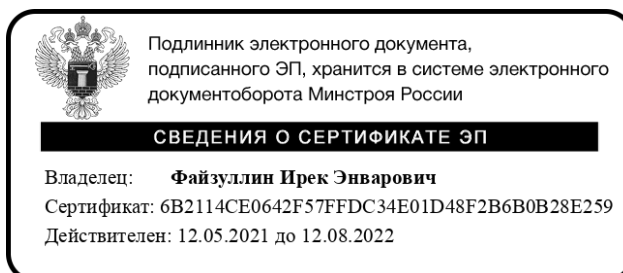 Подлинник электронного документа,
подписанного ЭП, хранится в системе электронного
документоборота Минстроя России
СВЕДЕНИЯ О СЕРТИФИКАТЕ ЭП
Владелец: Файзуллин Ирек Энварович
Сертификат: 6B2114CE0642F57FFDC34E01D48F2B6B0B28E259
Действителен: 12.05.2021 до 12.08.2022